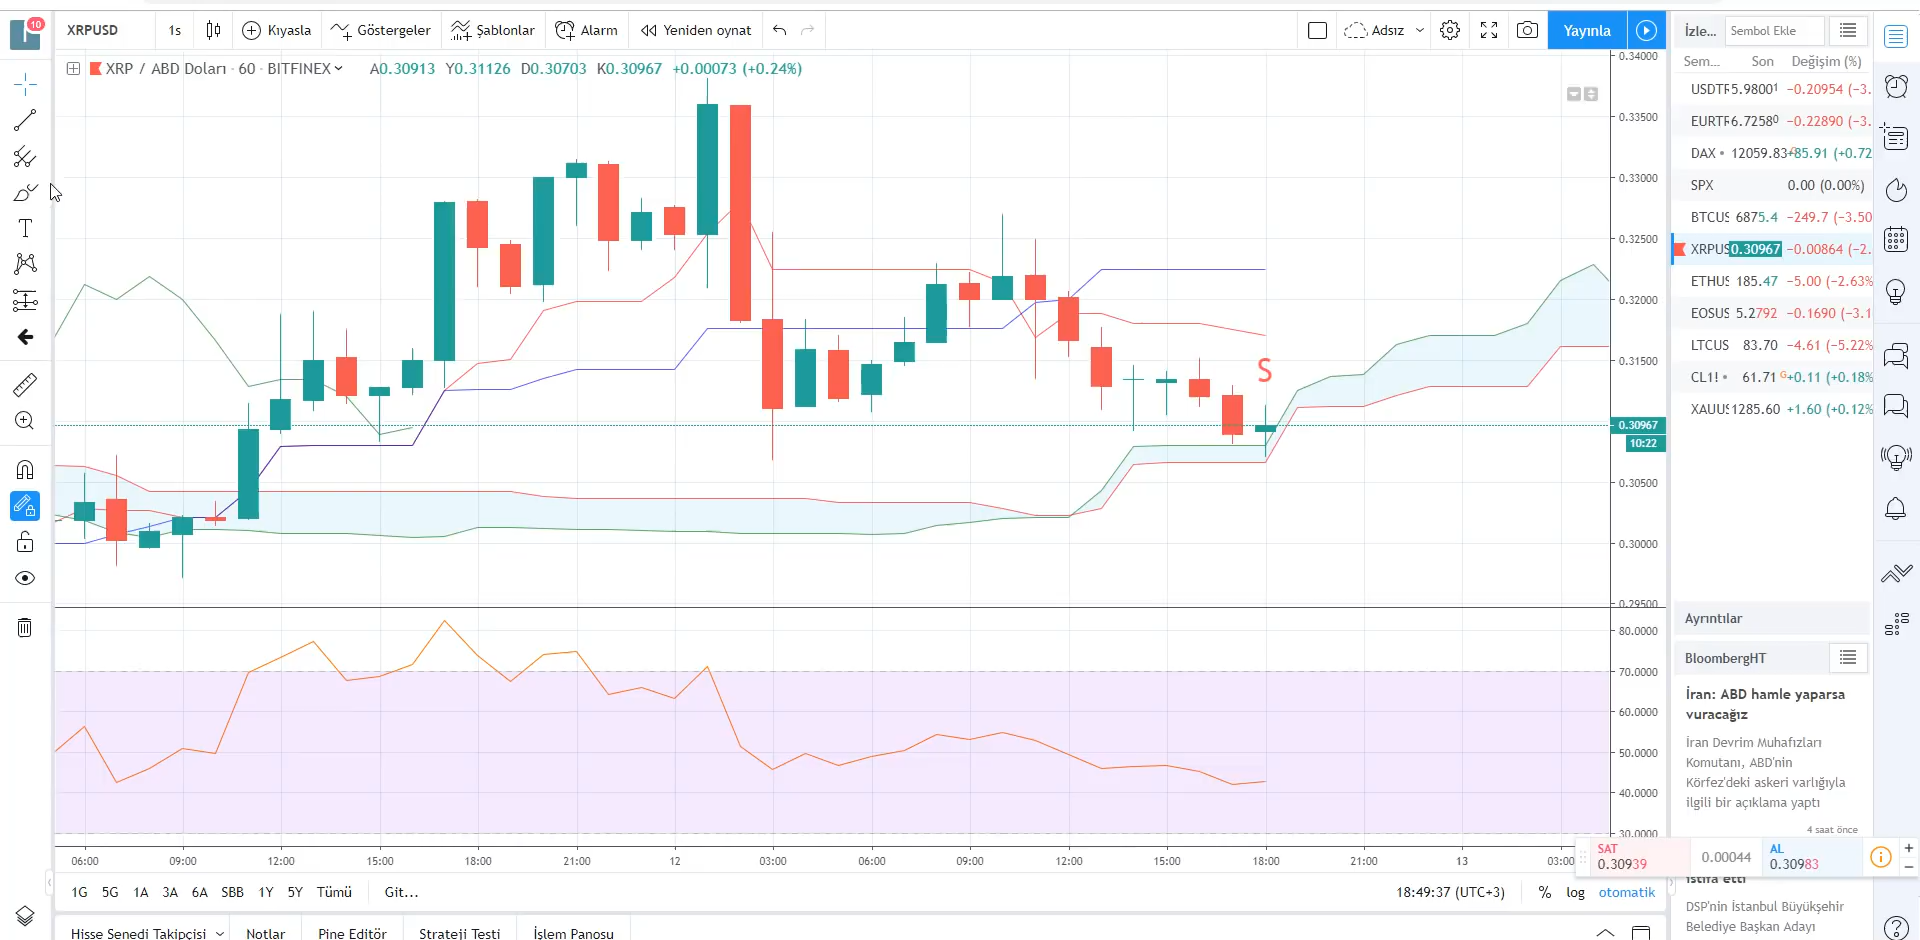 10 XRPUSD 1s Kıyasla Göstergeler Şablonlar Alarm Yeniden oynat Adsız Yayınla
XRP / ABD Doları · 60 · BITFINEX A0.30913 Y0.31126 D0.30703 K0.30967 +0.00073 (+0.24%)
0.34000
0.33500
0.33000
0.32500
0.32000
0.31500
S
0.30967
10:22
0.30500
0.30000
0.29500
80.0000
70.0000
60.0000
50.0000
40.0000
30.0000
06:00 09:00 12:00 15:00 18:00 21:00 12 03:00 06:00 09:00 12:00 15:00 18:00 21:00 13 03:00
1G 5G 1A 3A 6A SBB 1Y 5Y Tümü Git... 18:49:37 (UTC+3) % log otomatik
Hisse Senedi Takipçisi Notlar Pine Editör Strateji Testi İşlem Panosu
İzle... Sembol Ekle
Sem... Son Değişim (%)
USDTF 5.98001 −0.20954 (−3.
EURTF 6.72580 −0.22890 (−3.
DAX 12059.83 +85.91 (+0.72
SPX 0.00 (0.00%)
BTCUS 6875.4 −249.7 (−3.50
XRPUS 0.30967 −0.00864 (−2.
ETHUS 185.47 −5.00 (−2.63%
EOSUS 5.2792 −0.1690 (−3.1
LTCUS 83.70 −4.61 (−5.22%
CL1! 61.71 G +0.11 (+0.18%
XAUUS 1285.60 +1.60 (+0.12%
Ayrıntılar
BloombergHT
İran: ABD hamle yaparsa
vuracağız
İran Devrim Muhafızları
Komutanı, ABD'nin
Körfez'deki askeri varlığıyla
ilgili bir açıklama yaptı
4 saat önce
SAT
0.30939
0.00044
AL
0.30983
istifa etti
DSP'nin İstanbul Büyükşehir
Belediye Başkan Adayı